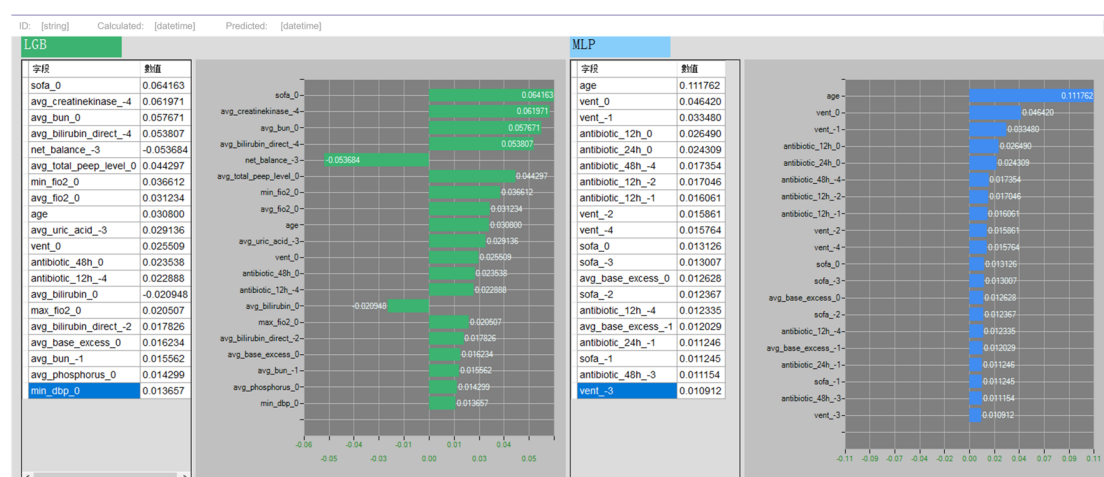 ID: [string] Calculated: [datetime] Predicted: [datetime]
LGB
字段 數值
sofa_0 0.064163
avg_creatinekinase_-4 0.061971
avg_bun_0 0.057671
avg_bilirubin_direct_-4 0.053807
net_balance_-3 -0.053684
avg_total_peep_level_0 0.044297
min_fio2_0 0.036612
avg_fio2_0 0.031234
age 0.030800
avg_uric_acid_-3 0.029136
vent_0 0.025509
antibiotic_48h_0 0.023538
antibiotic_12h_-4 0.022888
avg_bilirubin_0 -0.020948
max_fio2_0 0.020507
avg_bilirubin_direct_-2 0.017826
avg_base_excess_0 0.016234
avg_bun_-1 0.015562
avg_phosphorus_0 0.014299
min_dbp_0 0.013657
sofa_0 0.064163
avg_creatinekinase_-4 0.061971
avg_bun_0 0.057671
avg_bilirubin_direct_-4 0.053807
net_balance_-3 -0.053684
avg_total_peep_level_0 0.044297
min_fio2_0 0.036612
avg_fio2_0 0.031234
age 0.030800
avg_uric_acid_-3 0.029136
vent_0 0.025509
antibiotic_48h_0 0.023538
antibiotic_12h_-4 0.022888
avg_bilirubin_0 -0.020948
max_fio2_0 0.020507
avg_bilirubin_direct_-2 0.017826
avg_base_excess_0 0.016234
avg_bun_-1 0.015562
avg_phosphorus_0 0.014299
min_dbp_0 0.013657
-0.06 -0.04 -0.01 0.01 0.04
-0.05 -0.03 0.00 0.03 0.05
MLP
字段 數值
age 0.111762
vent_0 0.046420
vent_-1 0.033480
antibiotic_12h_0 0.026490
antibiotic_24h_0 0.024309
antibiotic_48h_-4 0.017354
antibiotic_12h_-2 0.017046
antibiotic_12h_-1 0.016061
vent_-2 0.015861
vent_-4 0.015764
sofa_0 0.013126
sofa_-3 0.013007
avg_base_excess_0 0.012628
sofa_-2 0.012367
antibiotic_12h_-4 0.012335
avg_base_excess_-1 0.012029
antibiotic_24h_-1 0.011246
sofa_-1 0.011245
antibiotic_48h_-3 0.011154
vent_-3 0.010912
age 0.111762
vent_0 0.046420
vent_-1 0.033480
antibiotic_12h_0 0.026490
antibiotic_24h_0 0.024309
antibiotic_48h_-4 0.017354
antibiotic_12h_-2 0.017046
antibiotic_12h_-1 0.016061
vent_-2 0.015861
vent_-4 0.015764
sofa_0 0.013126
sofa_-3 0.013007
avg_base_excess_0 0.012628
sofa_-2 0.012367
antibiotic_12h_-4 0.012335
avg_base_excess_-1 0.012029
antibiotic_24h_-1 0.011246
sofa_-1 0.011245
antibiotic_48h_-3 0.011154
vent_-3 0.010912
-0.11 -0.09 -0.07 -0.04 -0.02 0.00 0.02 0.04 0.07 0.09 0.11